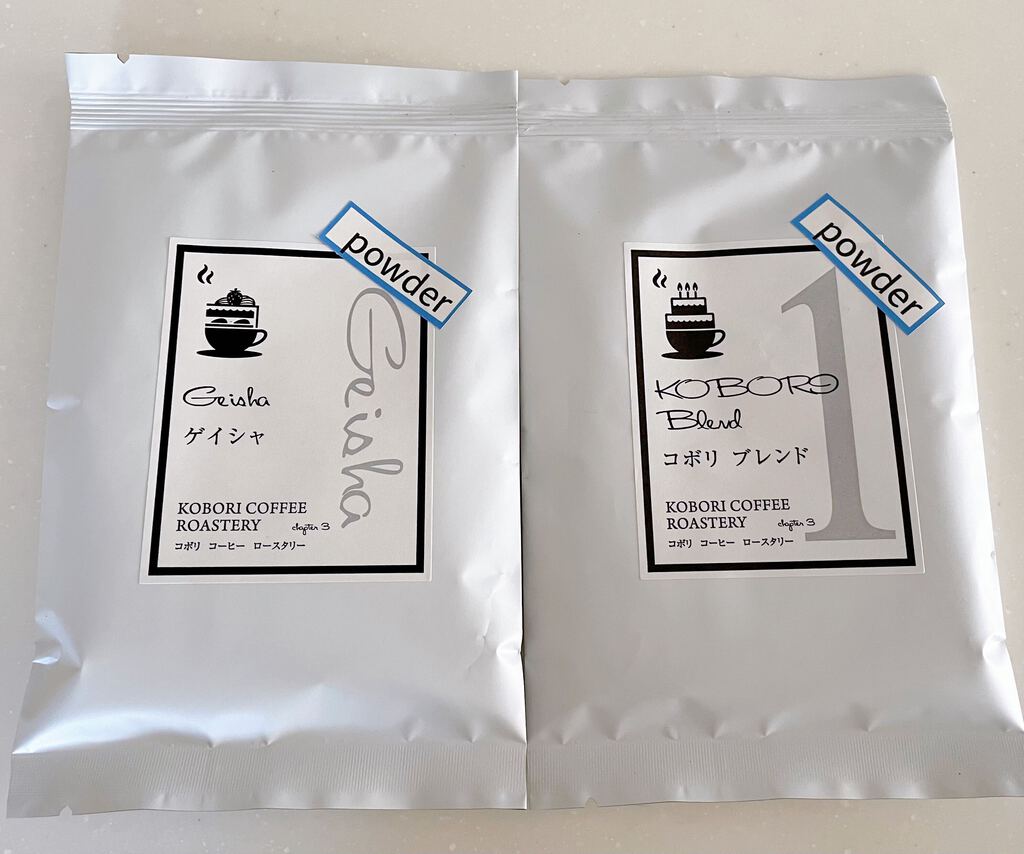 powder
Geisha
Geisha
ゲイシャ
KOBORI COFFEE
ROASTERY chapter 3
コボリ コーヒー ロースタリー
powder
1
KOBORI
Blend
コボリ ブレンド
KOBORI COFFEE
ROASTERY chapter 3
コボリ コーヒー ロースタリー